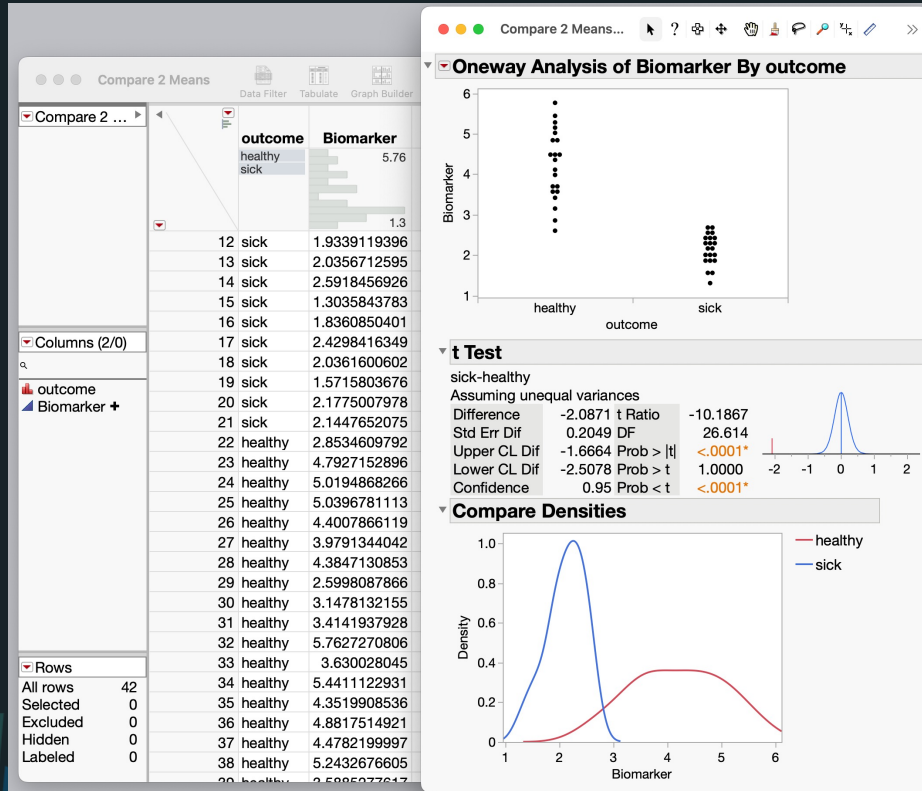 Compare 2 Means
Data Filter
Tabulate
Graph Builder
Compare 2 ...
outcome Biomarker
healthy
sick
5.76
1.3
12 sick 1.9339119396
13 sick 2.0356712595
14 sick 2.5918456926
15 sick 1.3035843783
16 sick 1.8360850401
17 sick 2.4298416349
18 sick 2.0361600602
19 sick 1.5715803676
20 sick 2.1775007978
21 sick 2.1447652075
22 healthy 2.8534609792
23 healthy 4.7927152896
24 healthy 5.0194868266
25 healthy 5.0396781113
26 healthy 4.4007866119
27 healthy 3.9791344042
28 healthy 4.3847130853
29 healthy 2.5998087866
30 healthy 3.1478132155
31 healthy 3.4141937928
32 healthy 5.7627270806
33 healthy 3.630028045
34 healthy 5.4411122931
35 healthy 4.3519908536
36 healthy 4.8817514921
37 healthy 4.4782199997
38 healthy 5.2432676605
Columns (2/0)
outcome
Biomarker
Rows
All rows 42
Selected 0
Excluded 0
Hidden 0
Labeled 0
Compare 2 Means...
Oneway Analysis of Biomarker By outcome
6
5
4
3
2
1
Biomarker
healthy sick
outcome
t Test
sick-healthy
Assuming unequal variances
Difference -2.0871 t Ratio -10.1867
Std Err Dif 0.2049 DF 26.614
Upper CL Dif -1.6664 Prob > |t| <.0001*
Lower CL Dif -2.5078 Prob > t 1.0000
Confidence 0.95 Prob < t <.0001*
-2 -1 0 1 2
Compare Densities
1.0
0.8
0.6
0.4
0.2
0
Density
1 2 3 4 5 6
Biomarker
healthy
sick